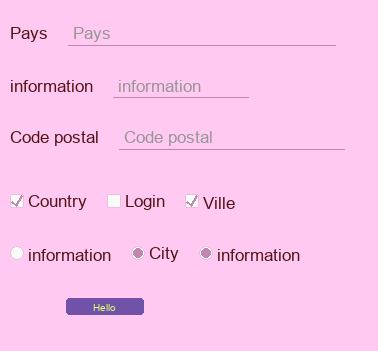 Pays Pays
information information
Code postal Code postal
Country Login Ville
information City information
Hello